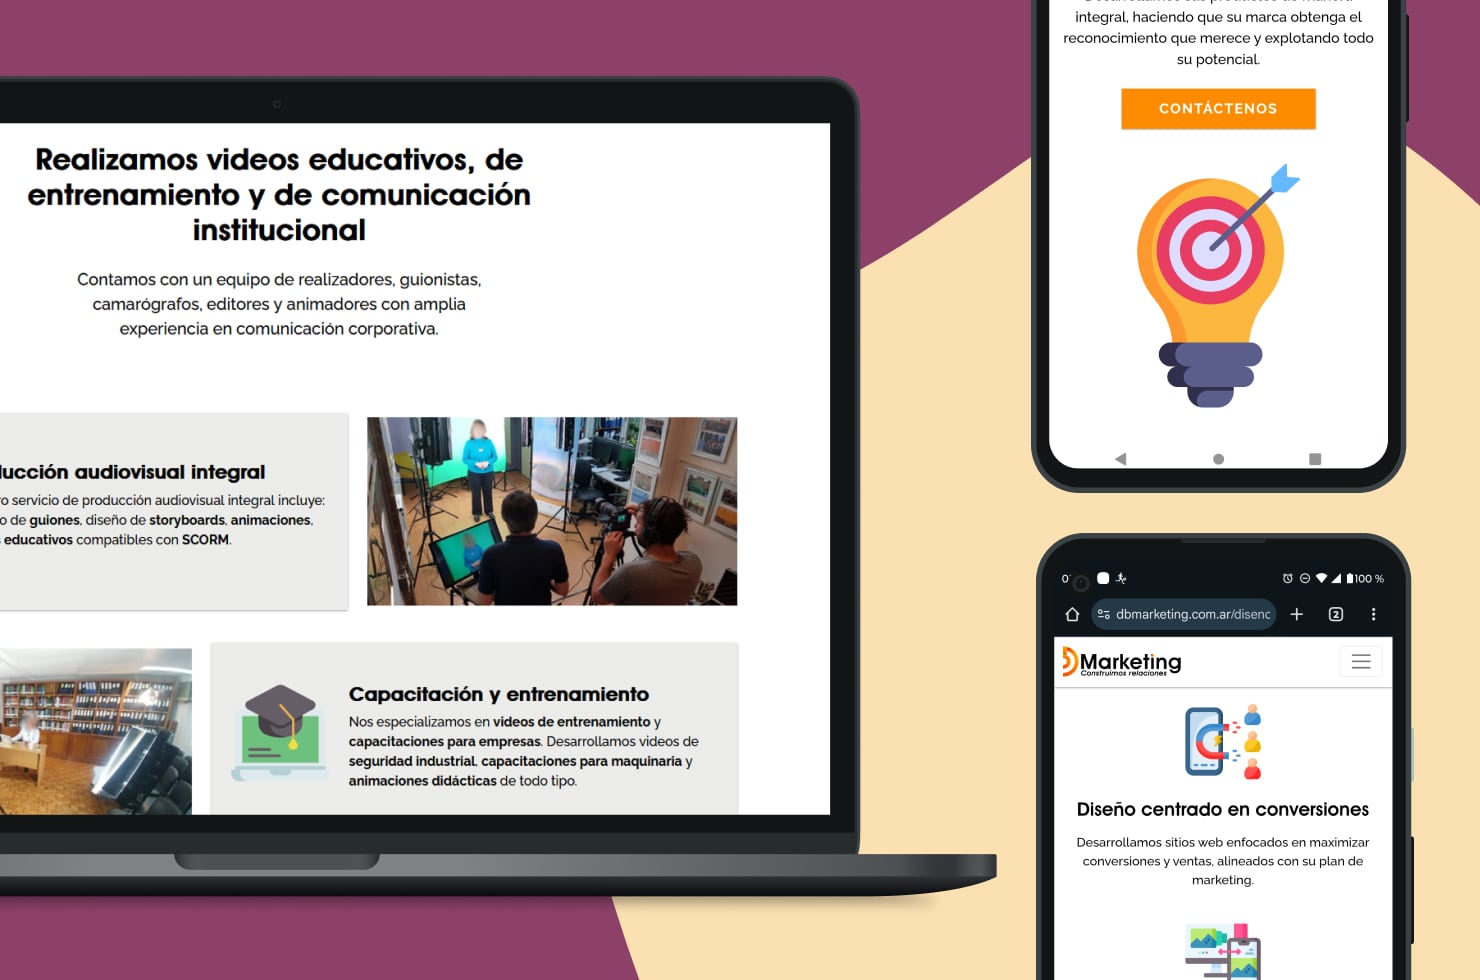 Realizamos videos educativos, de
entrenamiento y de comunicación
institucional
Contamos con un equipo de realizadores, guionistas,
camarógrafos, editores y animadores con amplia
experiencia en comunicación corporativa.
audiovisual integral
servicio de producción audiovisual integral incluye:
de guiones, diseño de storyboards, animaciones,
educativos compatibles con SCORM.
Capacitación y entrenamiento
Nos especializamos en videos de entrenamiento y
capacitaciones para empresas. Desarrollamos videos de
seguridad industrial, capacitaciones para maquinaria y
animaciones didácticas de todo tipo.
integral, haciendo que su marca obtenga el
reconocimiento que merece y explotando todo
su potencial.
CONTÁCTENOS
100 %
dbmarketing.com.ar/disenc
2
Marketing
Construimos relaciones
Diseño centrado en conversiones
Desarrollamos sitios web enfocados en maximizar
conversiones y ventas, alineados con su plan de
marketing.